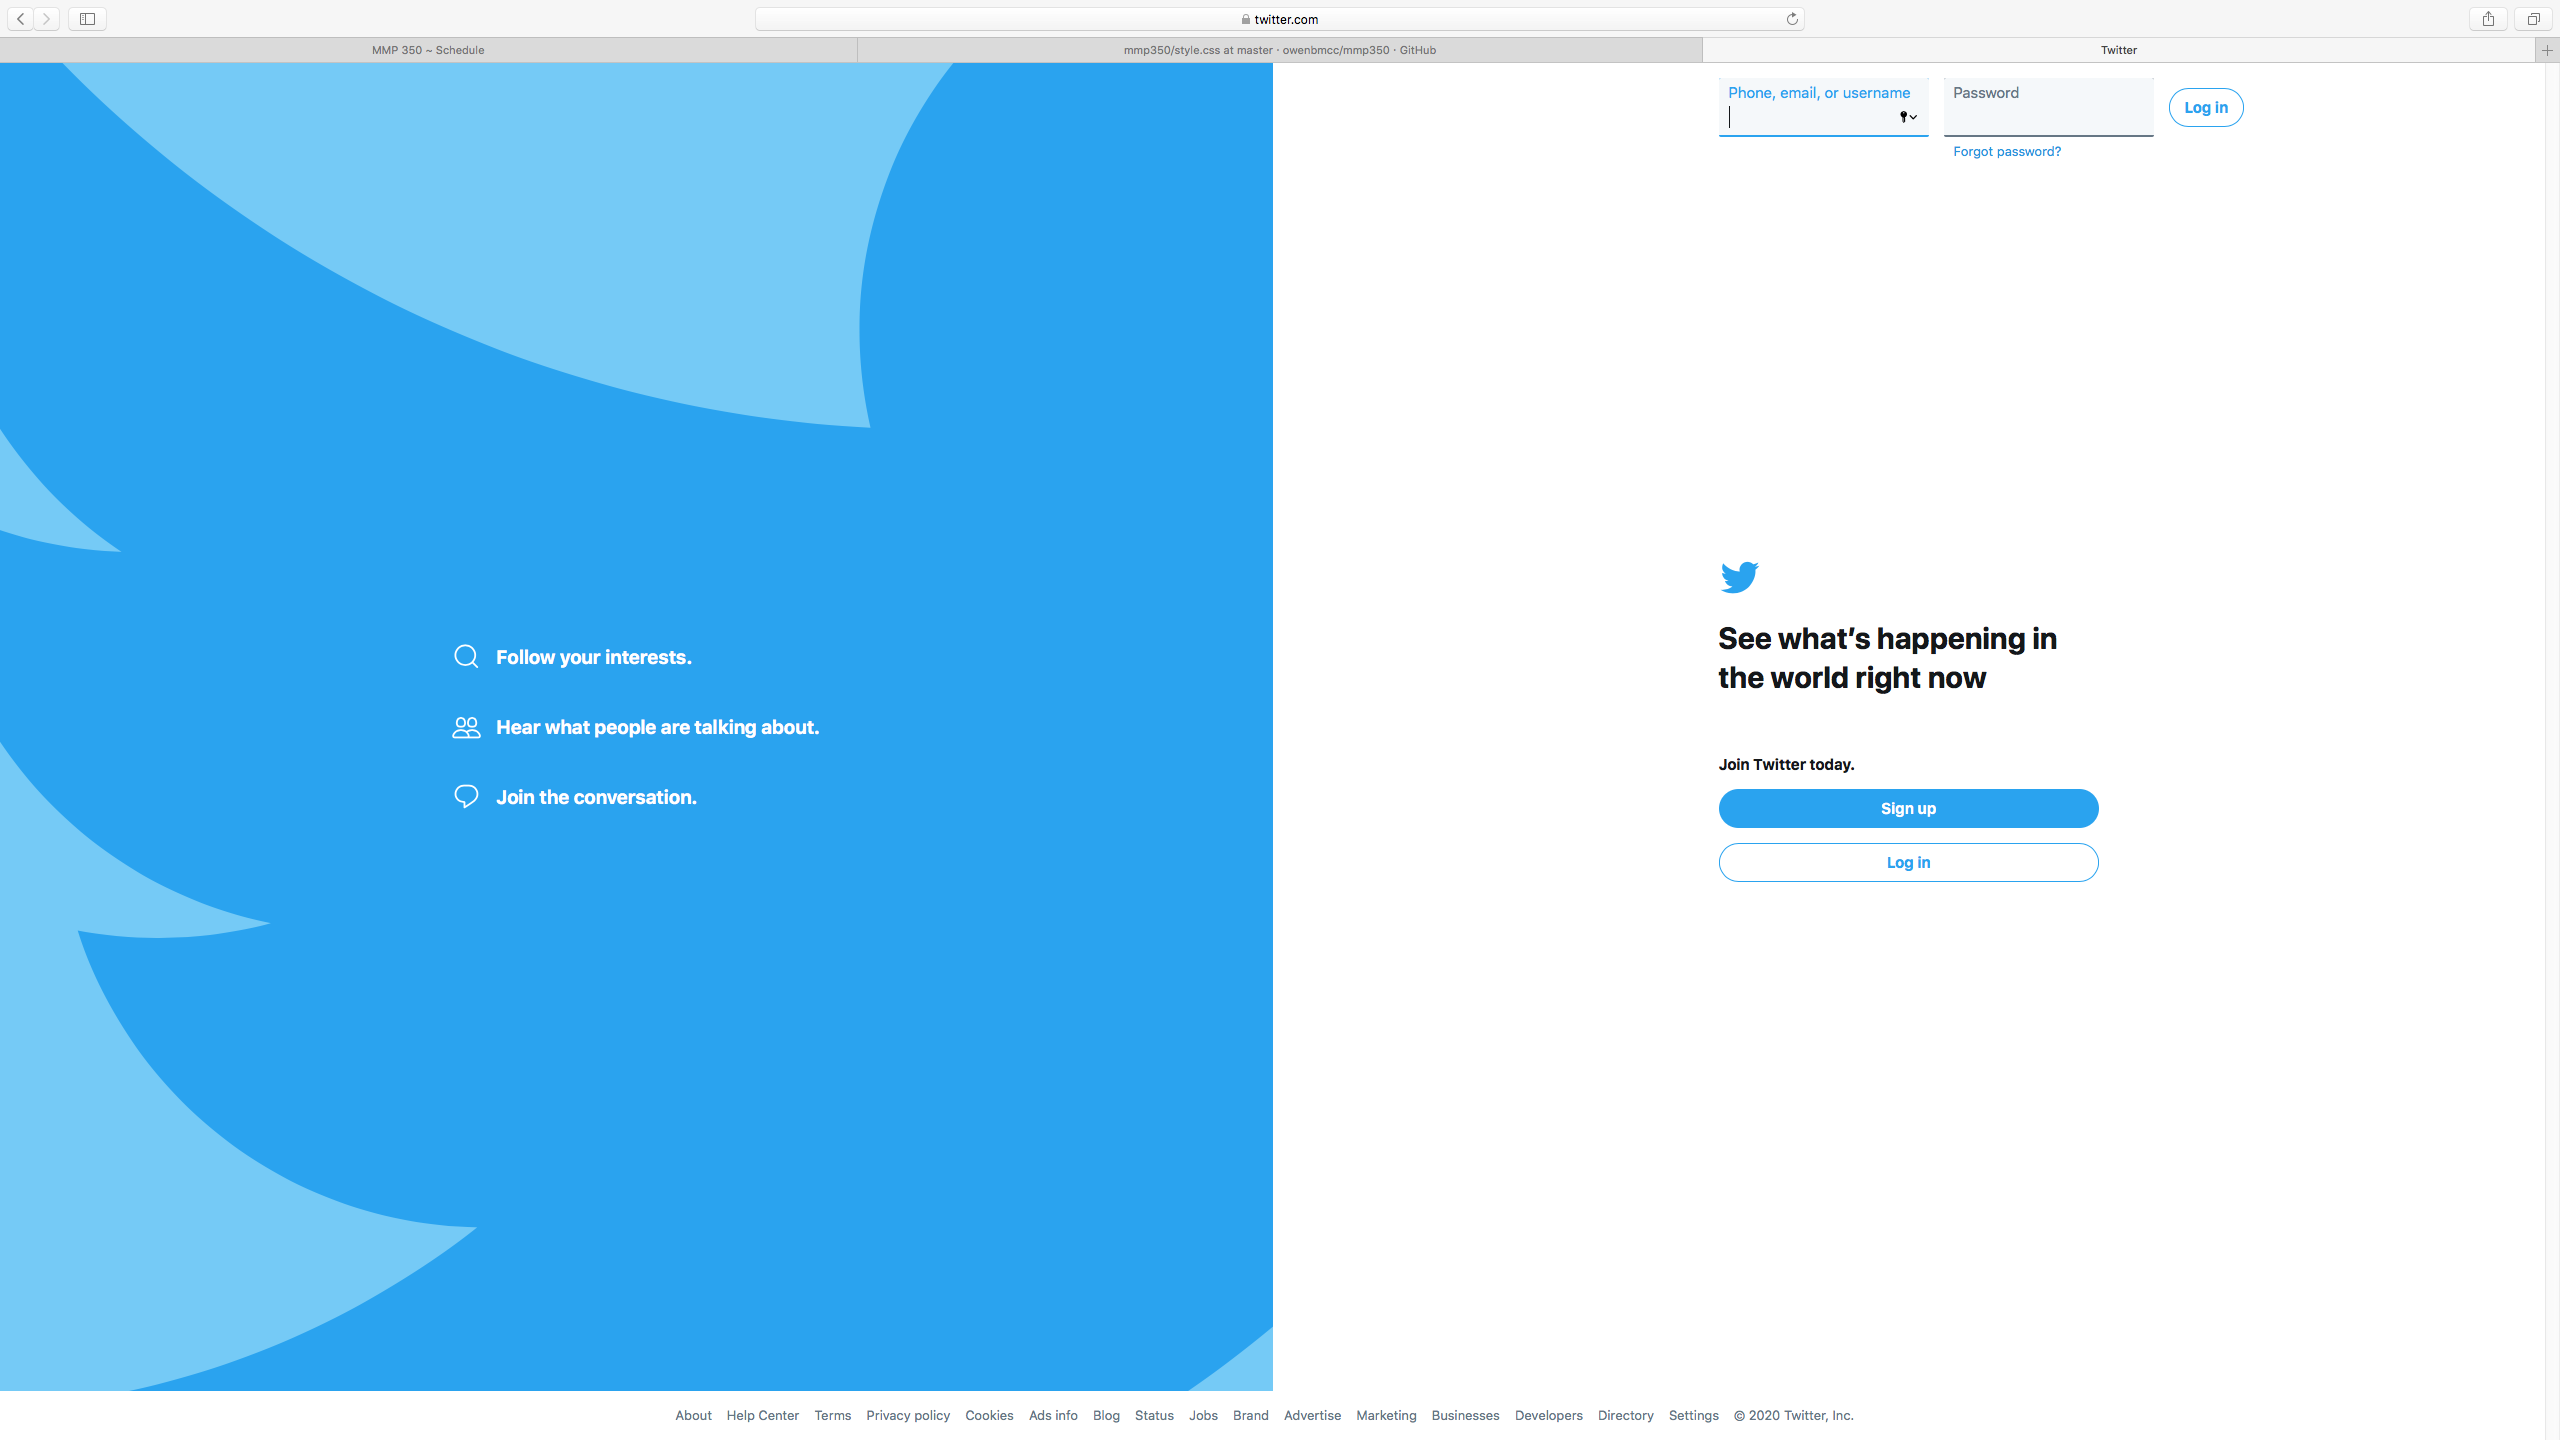 twitter.com
MMP 350 ~ Schedule
mmp350/style.css at master · owenbmcc/mmp350 · GitHub
Twitter
Phone, email, or username
Password
Log in
Forgot password?
Follow your interests.
Hear what people are talking about.
Join the conversation.
See what’s happening in
the world right now
Join Twitter today.
Sign up
Log in
About Help Center Terms Privacy policy Cookies Ads info Blog Status Jobs Brand Advertise Marketing Businesses Developers Directory Settings © 2020 Twitter, Inc.